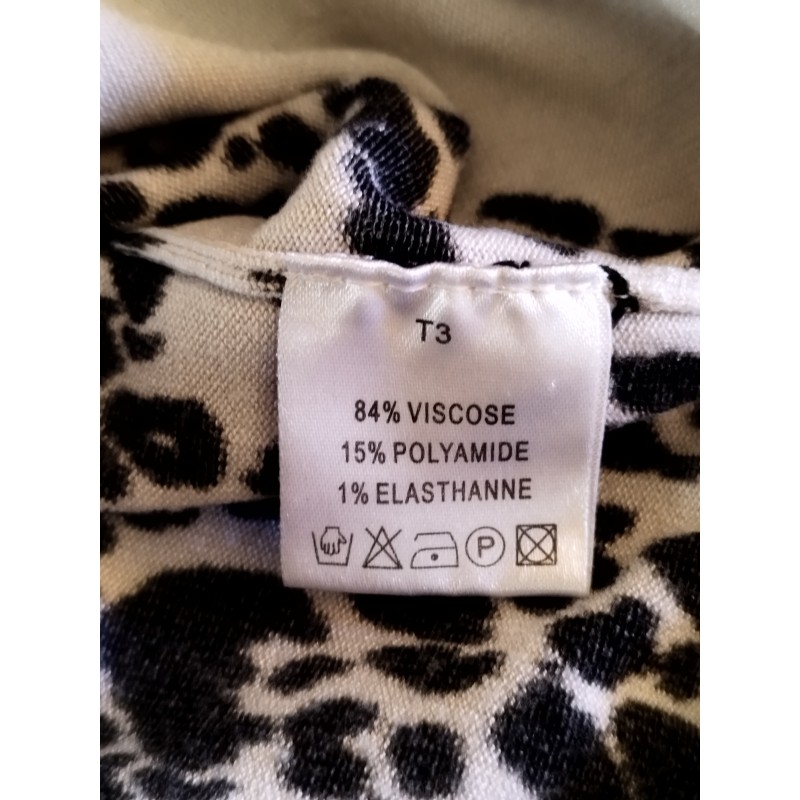 T3
84% VISCOSE
15% POLYAMIDE
1% ELASTHANNE
P